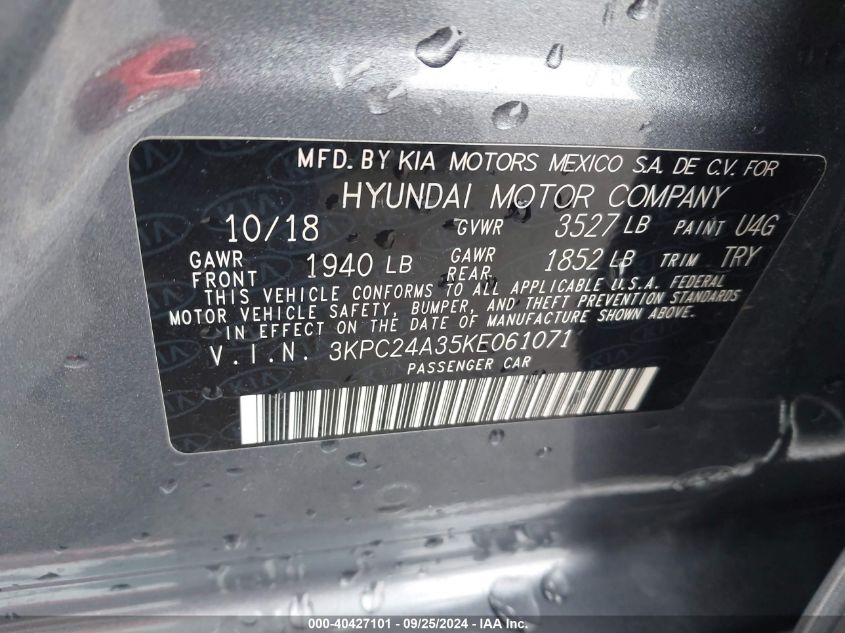 MFD. BY KIA MOTORS MEXICO S.A. DE C.V. FOR
HYUNDAI MOTOR COMPANY
10/18 GVWR 3527 LB PAINT U4G
GAWR FRONT 1940 LB GAWR REAR 1852 LB TRIM TRY
THIS VEHICLE CONFORMS TO ALL APPLICABLE U.S.A. FEDERAL
MOTOR VEHICLE SAFETY, BUMPER, AND THEFT PREVENTION STANDARDS
IN EFFECT ON THE DATE OF MANUFACTURE SHOWN ABOVE.
V.I.N. 3KPC24A35KE061071
PASSENGER CAR
000-40427101 - 09/25/2024 - IAA Inc.